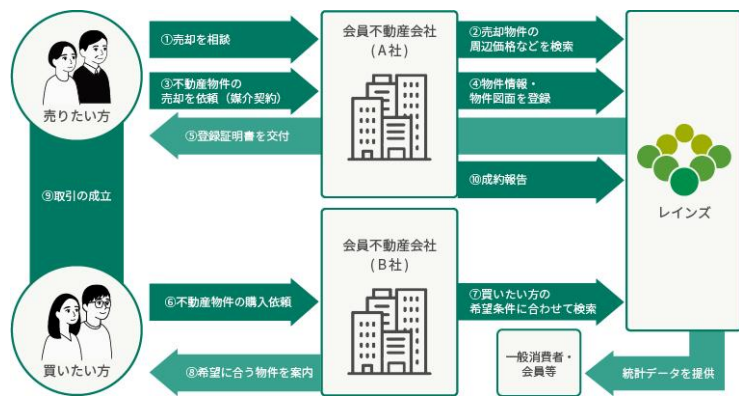 ①売却を相談
会員不動産会社
(A社)
②売却物件の
周辺価格などを検索
③不動産物件の
売却を依頼（媒介契約）
④物件情報・
物件図面を登録
売りたい方
⑤登録証明書を交付
⑩成約報告
レインズ
⑨取引の成立
会員不動産会社
(B社)
⑥不動産物件の購入依頼
⑦買いたい方の
希望条件に合わせて検索
買いたい方
⑧希望に合う物件を案内
一般消費者・
会員等
統計データを提供